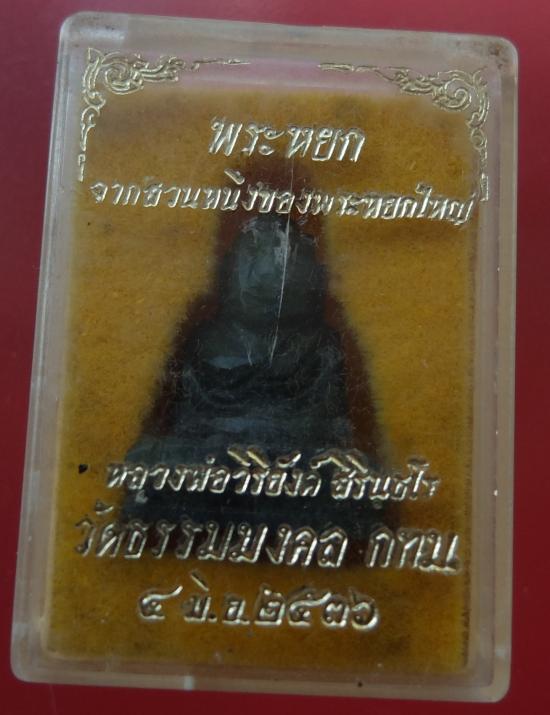 พระหยก
จากส่วนหนึ่งของพระหยกใหญ่
หลวงพ่อวิริยังค์ สิรินฺธโร
วัดธรรมมงคล กทม
๔ มิ.ย.๒๕๓๖